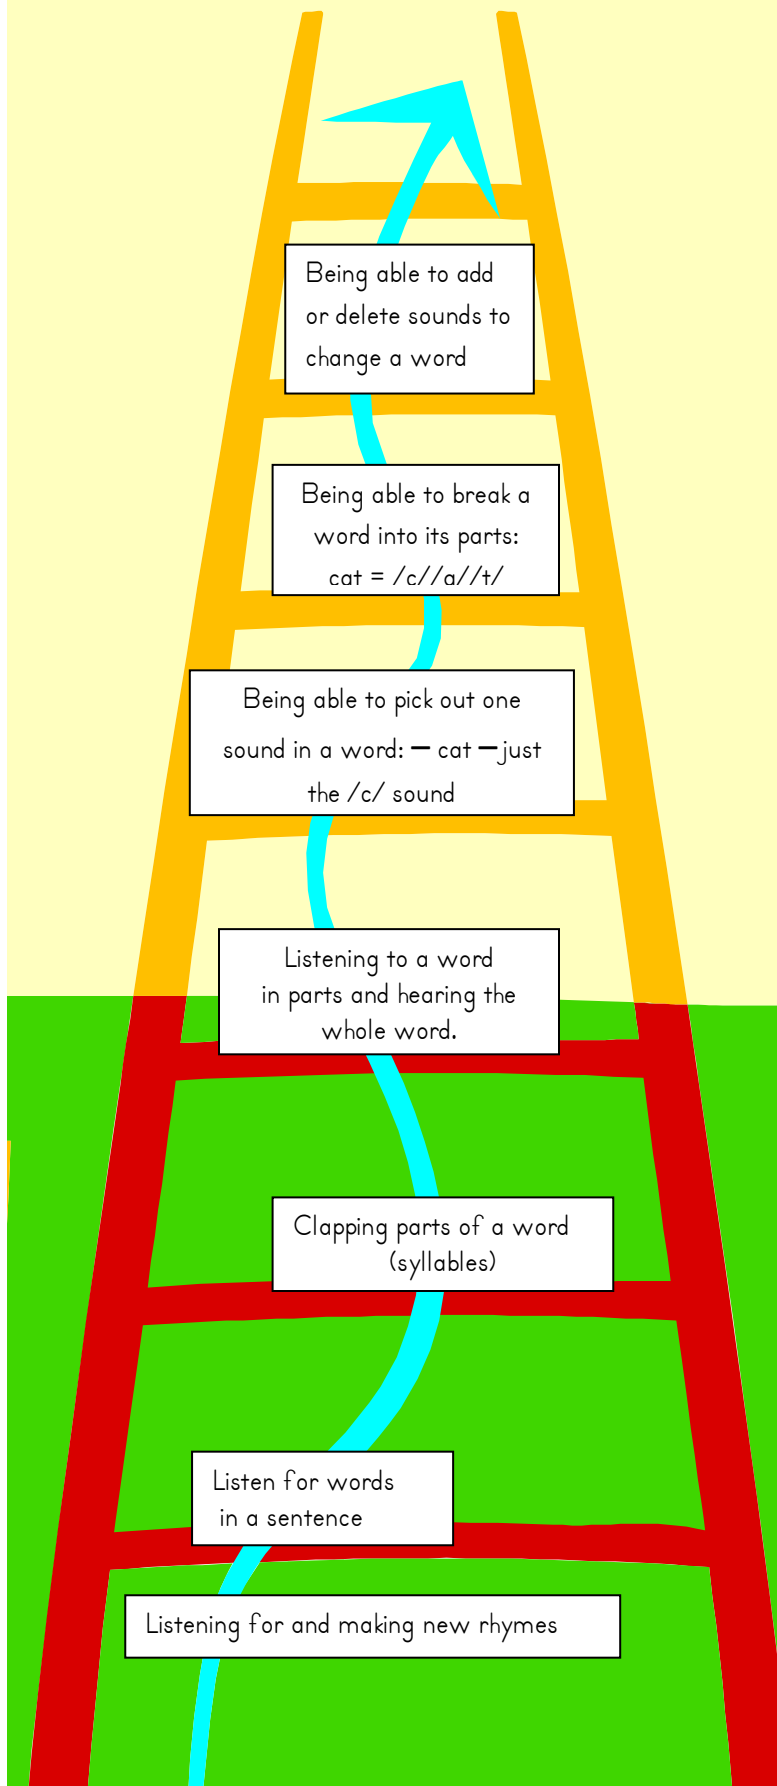 Being able to add
or delete sounds to
change a word
Being able to break a
word into its parts:
cat = /c//a//t/
Being able to pick out one
sound in a word: – cat –just
the /c/ sound
Listening to a word
in parts and hearing the
whole word.
Clapping parts of a word
(syllables)
Listen for words
in a sentence
Listening for and making new rhymes